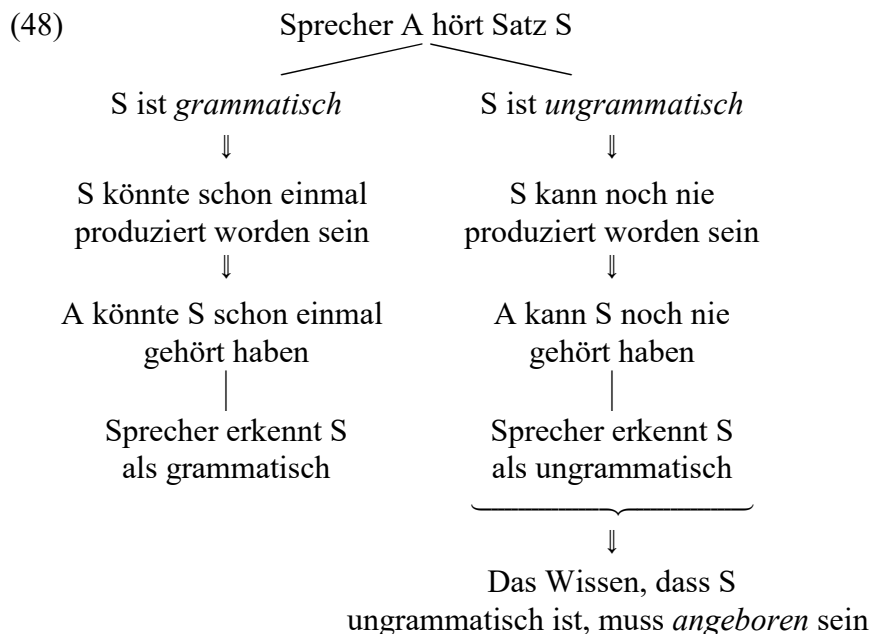 (48) Sprecher A hört Satz S
S ist grammatisch S ist ungrammatisch
⇓ ⇓
S könnte schon einmal S kann noch nie
produziert worden sein produziert worden sein
⇓ ⇓
A könnte S schon einmal A kann S noch nie
gehört haben gehört haben
Sprecher erkennt S Sprecher erkennt S
als grammatisch als ungrammatisch
⇓
Das Wissen, dass S
ungrammatisch ist, muss angeboren sein